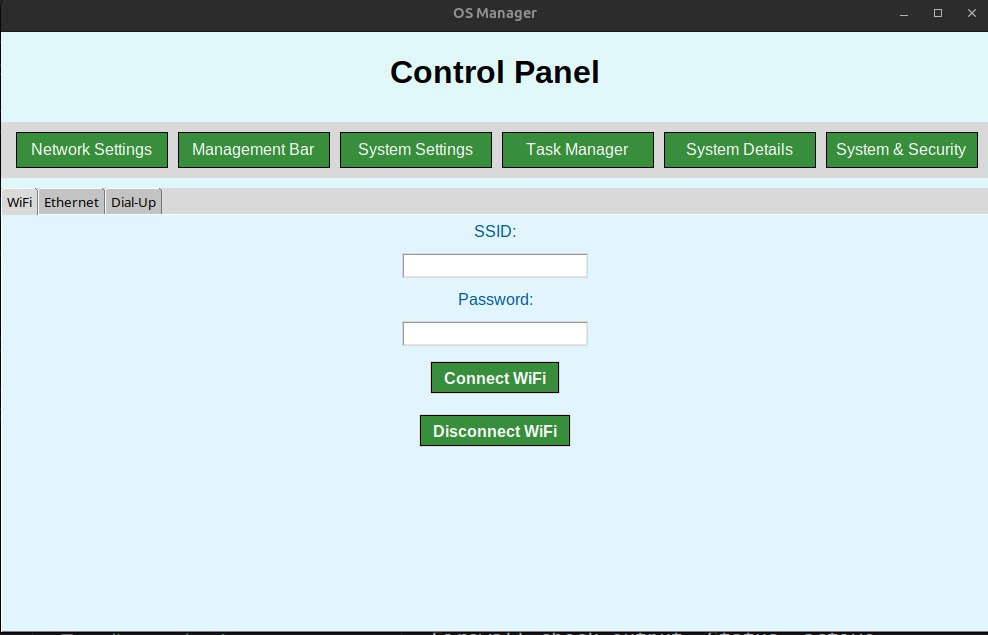 OS Manager
Control Panel
Network Settings Management Bar System Settings Task Manager System Details System & Security
WiFi Ethernet Dial-Up
SSID:
Password:
Connect WiFi
Disconnect WiFi